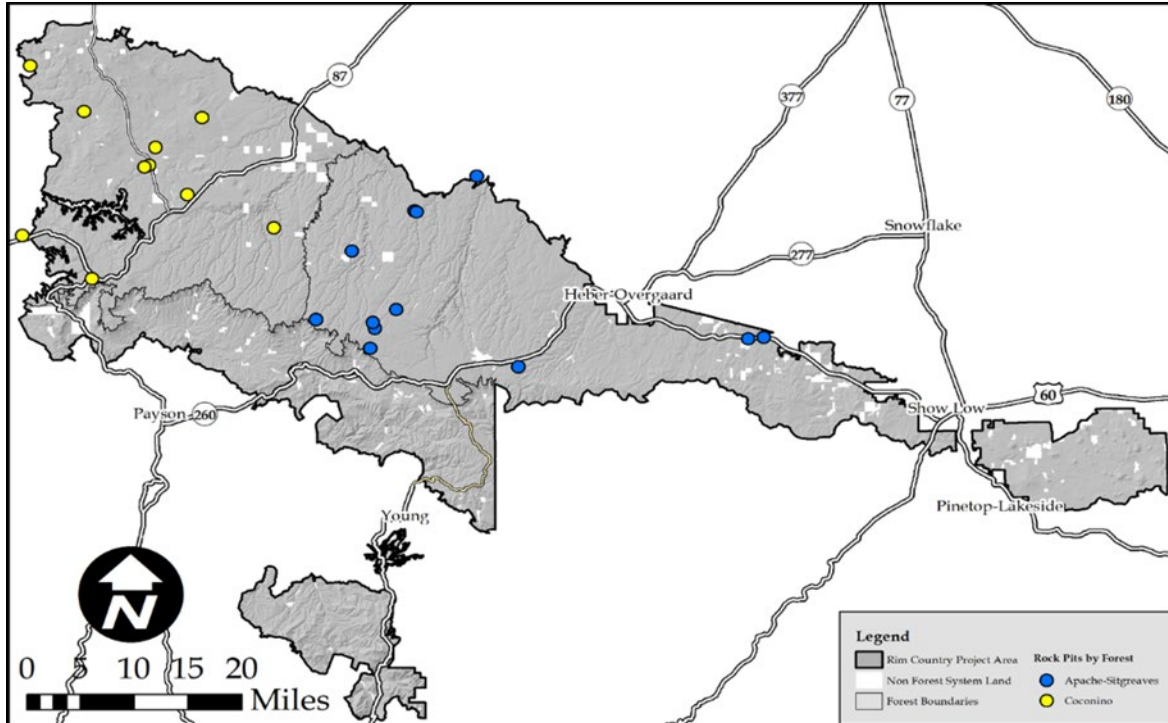 87
377
77
180
Snowflake
277
Heber-Overgaard
Payson
260
Show Low
60
Pinetop-Lakeside
Young
N
0 5 10 15 20
Miles
Legend
Rim Country Project Area
Non Forest System Land
Forest Boundaries
Rock Pits by Forest
Apache-Sitgreaves
Coconino